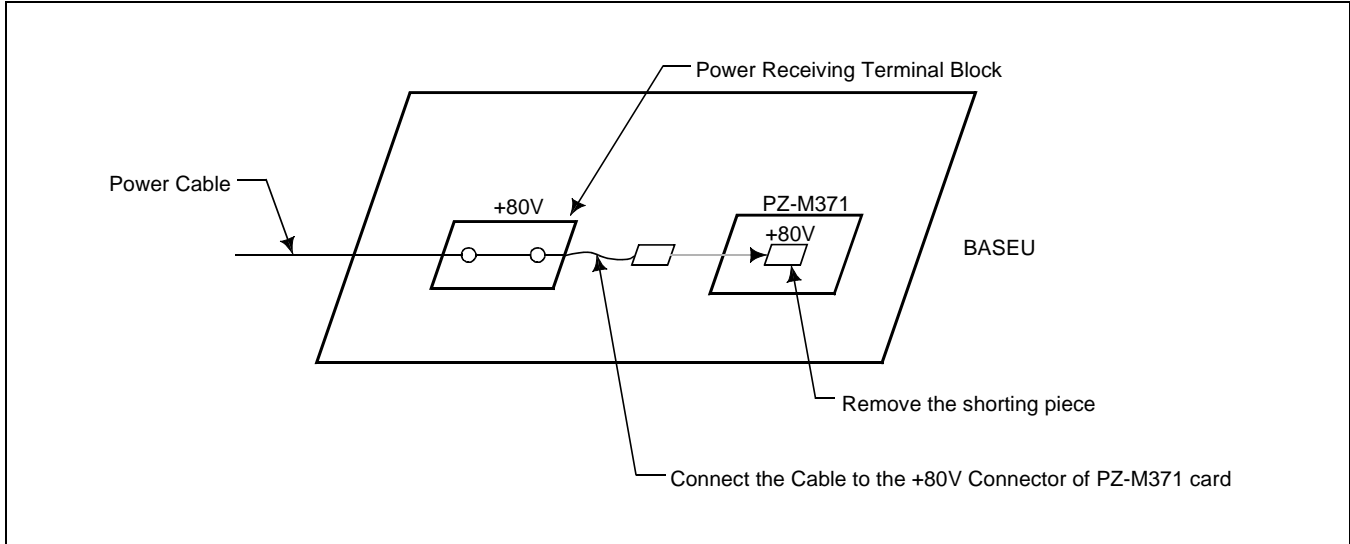 Power Receiving Terminal Block
Power Cable
+80V
PZ-M371
+80V
BASEU
Remove the shorting piece
Connect the Cable to the +80V Connector of PZ-M371 card